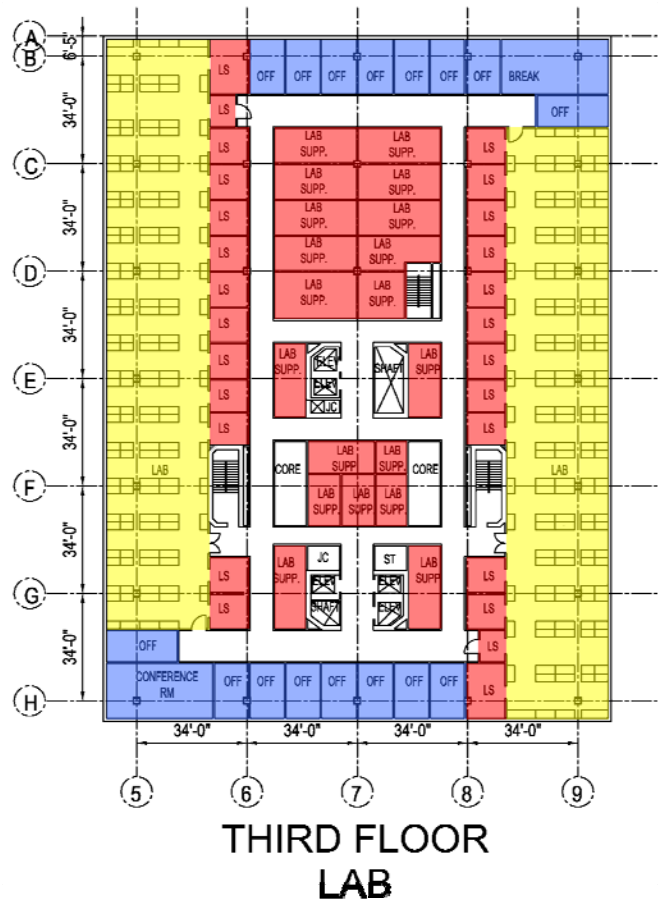 A
6'-5"
B
LS OFF OFF OFF OFF OFF OFF OFF BREAK
34'-0"
LS OFF
LAB LAB
LS SUPP. SUPP. LS
C
LAB LAB
LS SUPP. SUPP. LS
34'-0"
LAB LAB
LS SUPP. SUPP. LS
LAB LAB
LS SUPP. SUPP. LS
D
LAB LAB
LS SUPP. SUPP. LS
34'-0"
LS LS
LAB LAB
LS SUPP. ELEV SHAFT SUPP. LS
E
ELEV
LS JC LS
LS LS
34'-0"
LAB LAB
LAB CORE SUPP. SUPP. CORE LAB
F
LAB LAB LAB
SUPP. SUPP. SUPP.
34'-0"
LAB JC ST LAB
LS SUPP. ELEV ELEV SUPP. LS
G
LS SHAFT ELEV LS
34'-0"
OFF LS
CONFERENCE
RM OFF OFF OFF OFF OFF OFF OFF LS
H
34'-0" 34'-0" 34'-0" 34'-0"
5 6 7 8 9
THIRD FLOOR
LAB